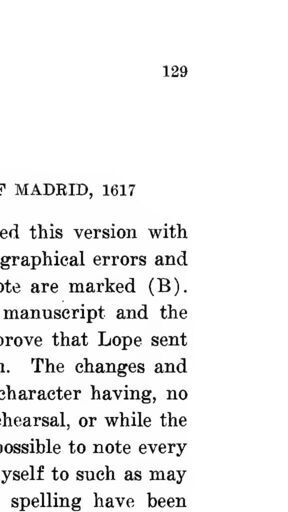 129
F MADRID, 1617
ed this version with
graphical errors and
ote are marked (B).
manuscript and the
prove that Lope sent
n. The changes and
character having, no
ehearsal, or while the
possible to note every
yself to such as may
spelling have been